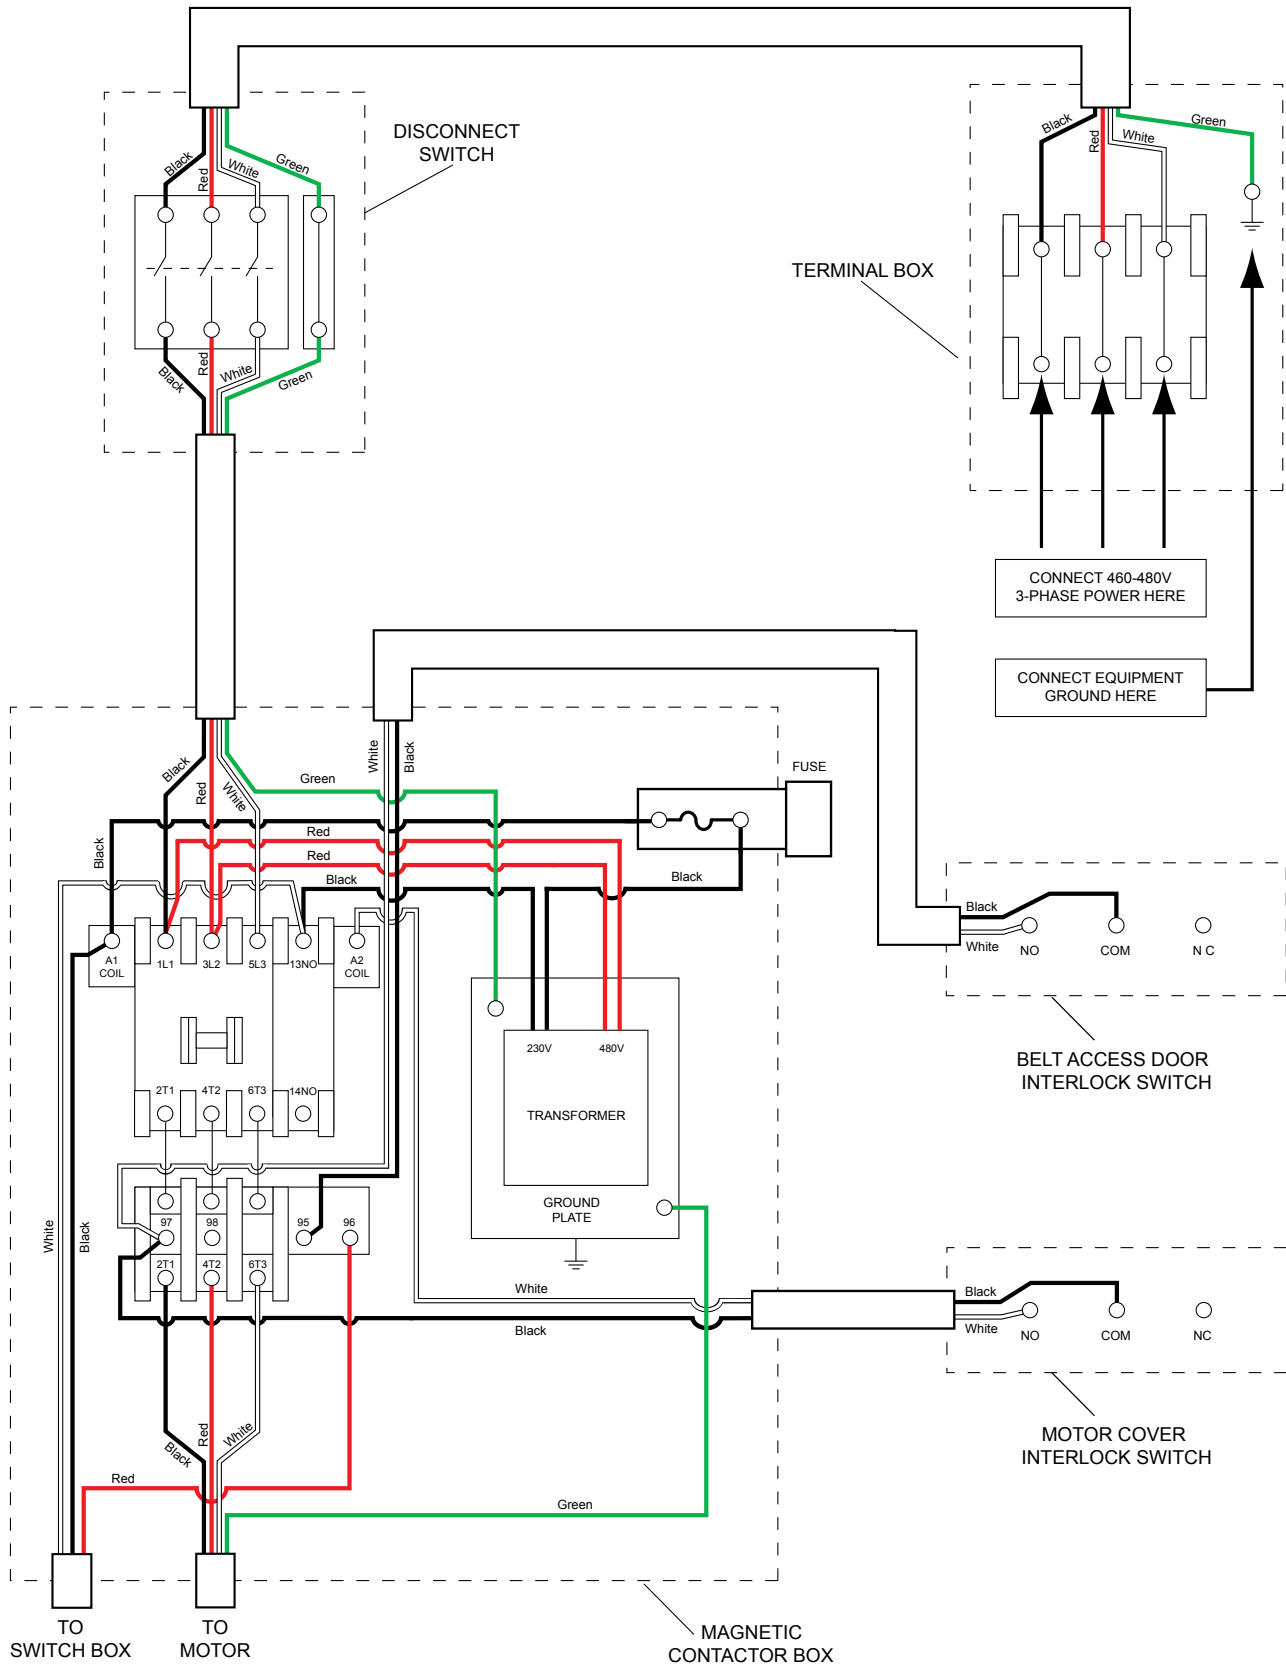 DISCONNECT
SWITCH
Black
Red
White
Green
Black
Red
White
Green
Black
Red
White
Green
TERMINAL BOX
CONNECT 460-480V
3-PHASE POWER HERE
CONNECT EQUIPMENT
GROUND HERE
Black
Red
White
Green
White
Black
FUSE
Black
Red
Red
Black
Black
A1
COIL
1L1
3L2
5L3
13NO
A2
COIL
230V
480V
TRANSFORMER
GROUND
PLATE
2T1
4T2
6T3
14NO
97
98
95
96
2T1
4T2
6T3
White
Black
White
Black
Black
Red
White
Red
Green
Black
White
NO
COM
N C
BELT ACCESS DOOR
INTERLOCK SWITCH
Black
White
NO
COM
NC
MOTOR COVER
INTERLOCK SWITCH
TO
SWITCH BOX
TO
MOTOR
MAGNETIC
CONTACTOR BOX